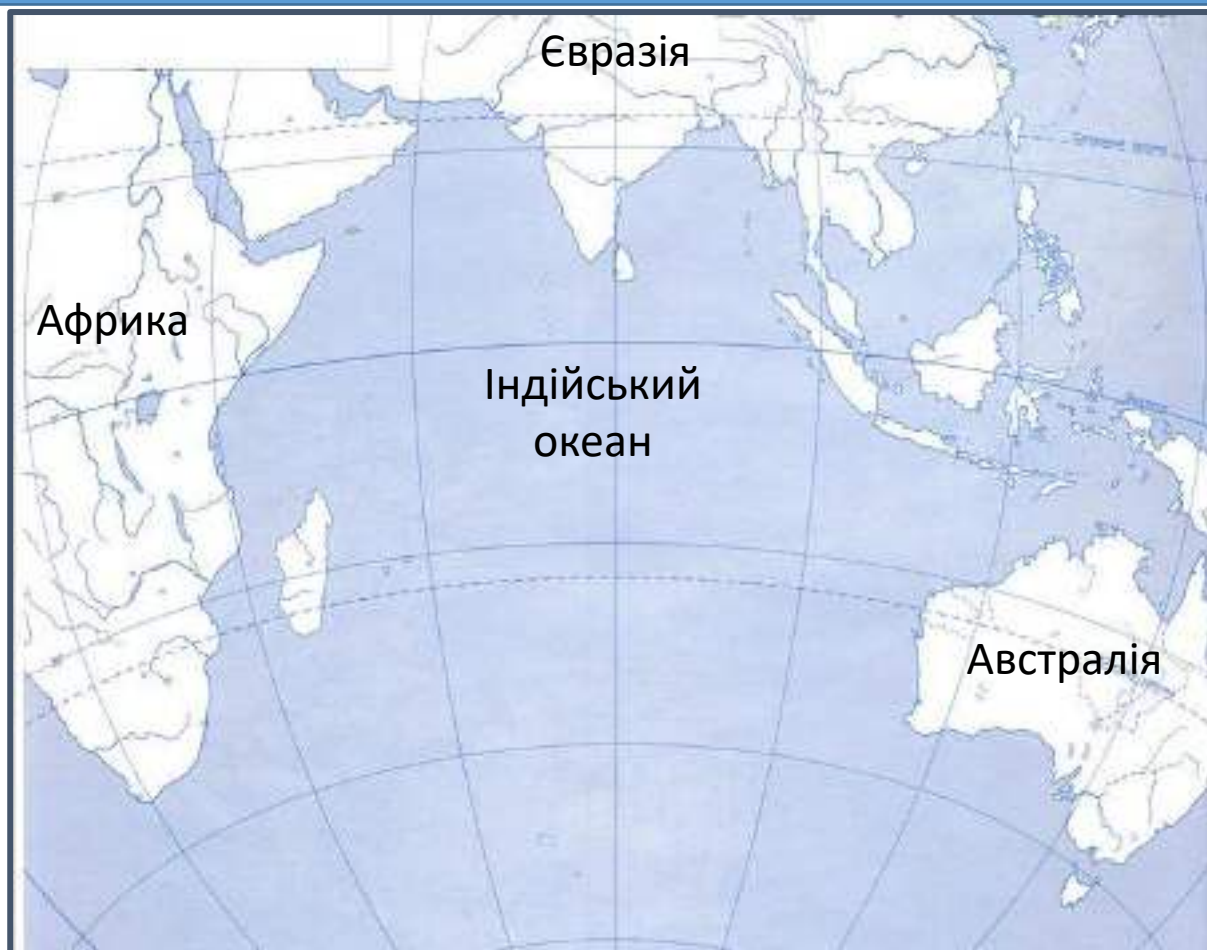 Євразія
Африка
Індійський
океан
Австралія